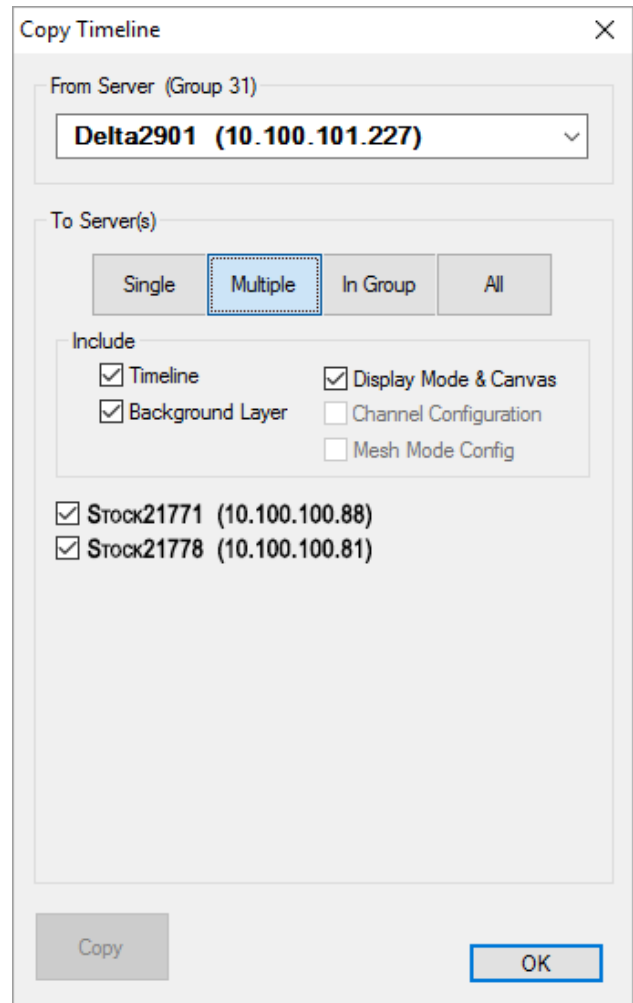 Copy Timeline
From Server (Group 31)
Delta2901 (10.100.101.227)
To Server(s)
Single Multiple In Group All
Include
Timeline Display Mode & Canvas
Background Layer Channel Configuration
Mesh Mode Config
Stock21771 (10.100.100.88)
Stock21778 (10.100.100.81)
Copy OK